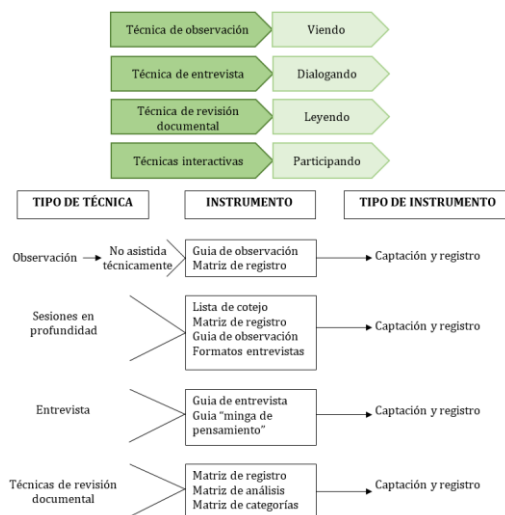 Técnica de observación
Viendo
Técnica de entrevista
Dialogando
Técnica de revisión
documental
Leyendo
Técnicas interactivas
Participando
TIPO DE TÉCNICA
INSTRUMENTO
TIPO DE INSTRUMENTO
Observación
No asistida
técnicamente
Guia de observación
Matriz de registro
Captación y registro
Sesiones en
profundidad
Lista de cotejo
Matriz de registro
Guia de observación
Formatos entrevistas
Captación y registro
Entrevista
Guia de entrevista
Guia “minga de
pensamiento”
Captación y registro
Técnicas de revisión
documental
Matriz de registro
Matriz de análisis
Matriz de categorías
Captación y registro